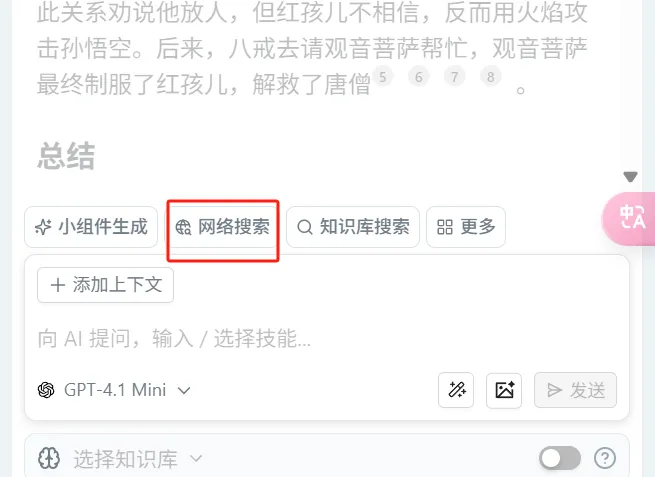 此关系劝说他放人，但红孩儿不相信，反而用火焰攻
击孙悟空。后来，八戒去请观音菩萨帮忙，观音菩萨
最终制服了红孩儿，解救了唐僧 5 6 7 8 。
总结
小组件生成 网络搜索 知识库搜索 更多
中A
添加上下文
向 AI 提问，输入 / 选择技能...
GPT-4.1 Mini 发送
选择知识库 ?